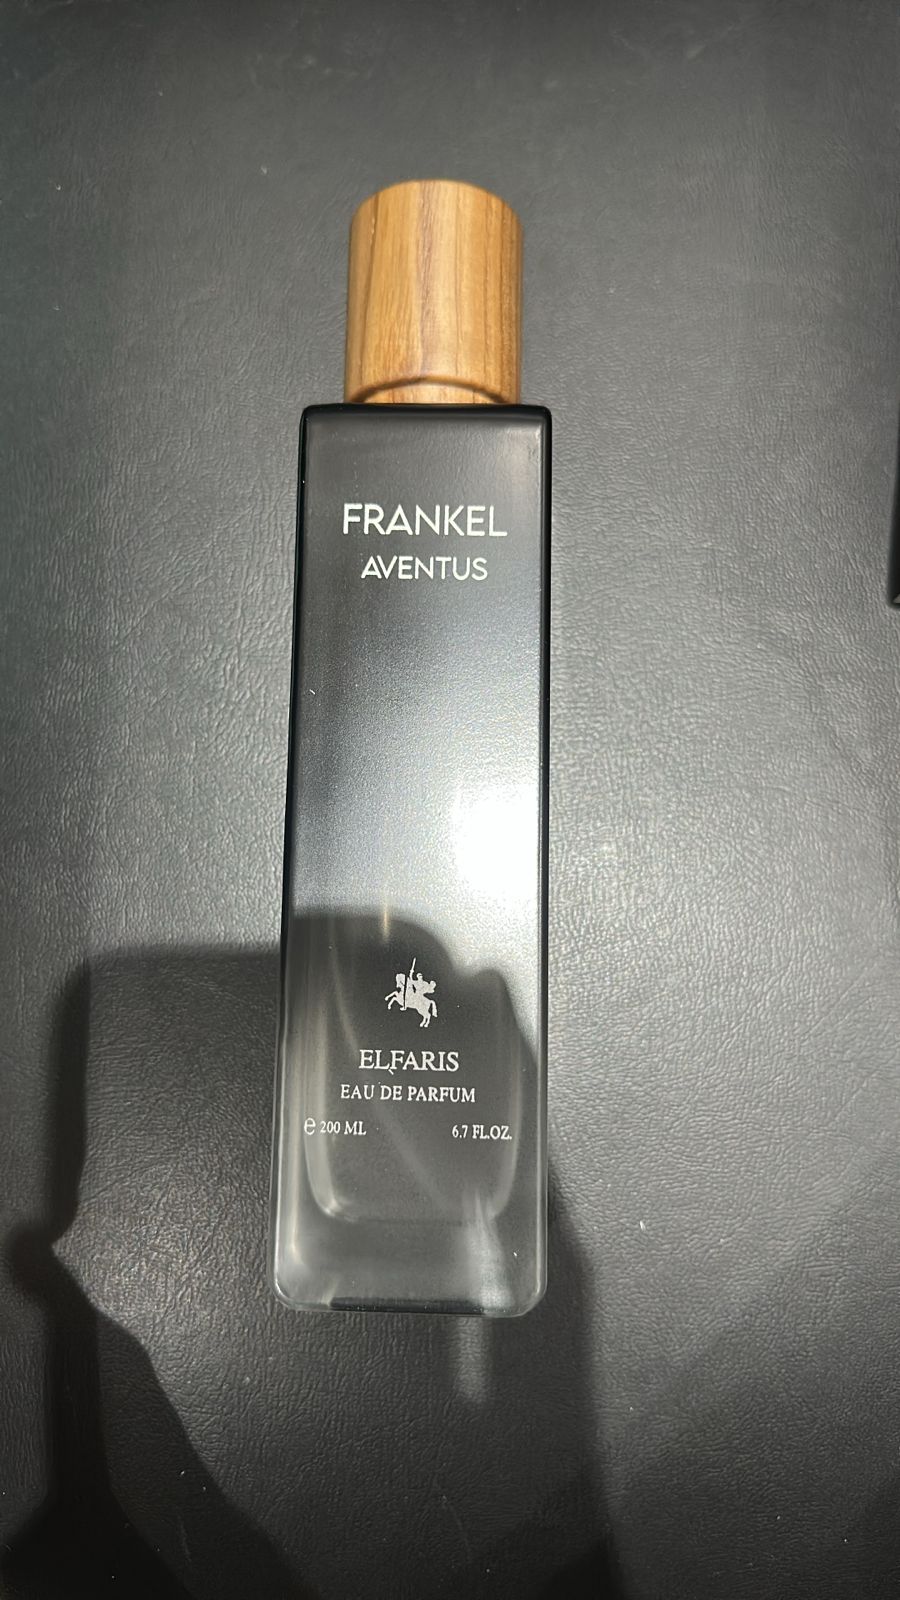 FRANKEL
AVENTUS
ELFARIS
EAU DE PARFUM
℮ 200 ML 6.7 FL.OZ.